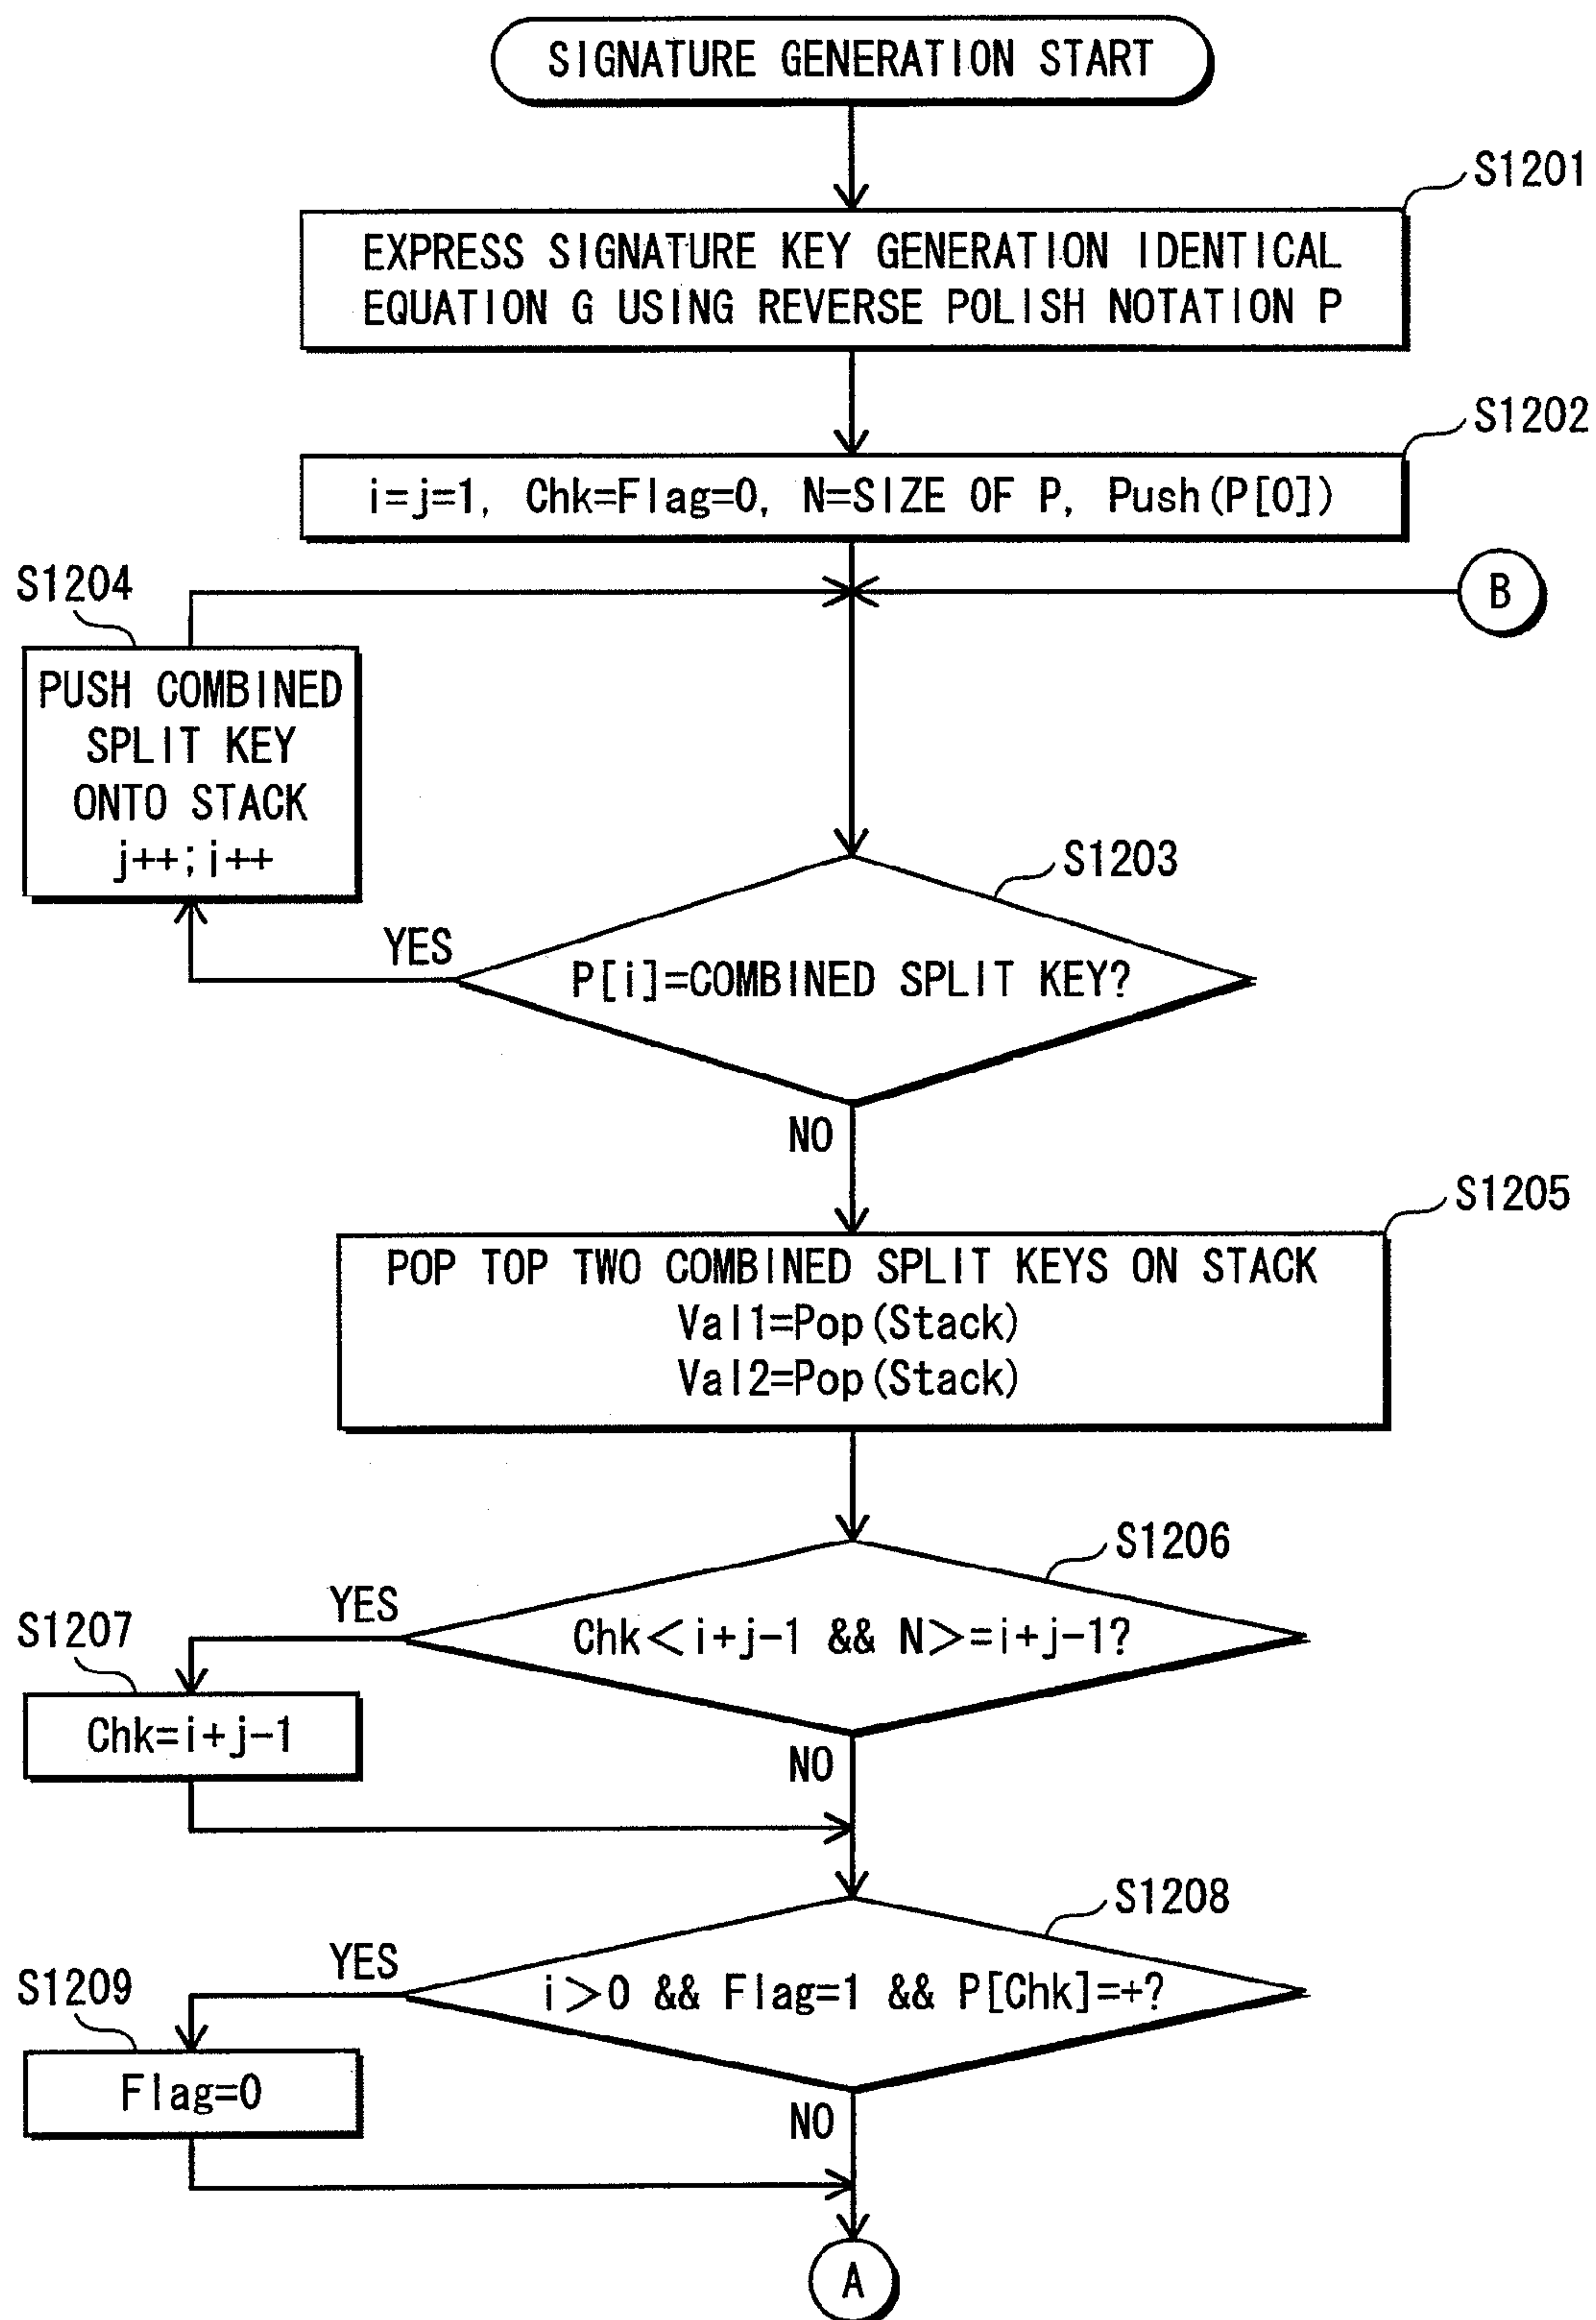 SIGNATURE GENERATION START
S1201
EXPRESS SIGNATURE KEY GENERATION IDENTICAL
EQUATION G USING REVERSE POLISH NOTATION P
S1202
i=j=1, Chk=Flag=0, N=SIZE OF P, Push(P[0])
B
S1204
PUSH COMBINED
SPLIT KEY
ONTO STACK
j++;i++
S1203
YES
P[i]=COMBINED SPLIT KEY?
NO
S1205
POP TOP TWO COMBINED SPLIT KEYS ON STACK
Val1=Pop(Stack)
Val2=Pop(Stack)
S1206
YES
Chk<i+j-1 && N>=i+j-1?
S1207
Chk=i+j-1
NO
S1208
YES
i>0 && Flag=1 && P[Chk]=+?
S1209
Flag=0
NO
A